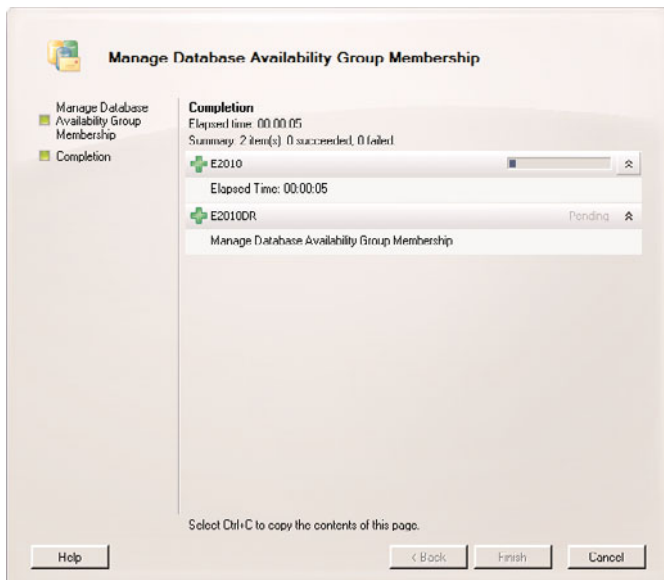 Manage Database Availability Group Membership
Manage Database
Availability Group
Membership
Completion
Completion
Elapsed time: 00:00:05
Summary: 2 item(s). 0 succeeded, 0 failed.
E2010
Elapsed Time: 00:00:05
E2010DR Pending
Manage Database Availability Group Membership
Select Ctrl+C to copy the contents of this page.
Help < Back Finish Cancel